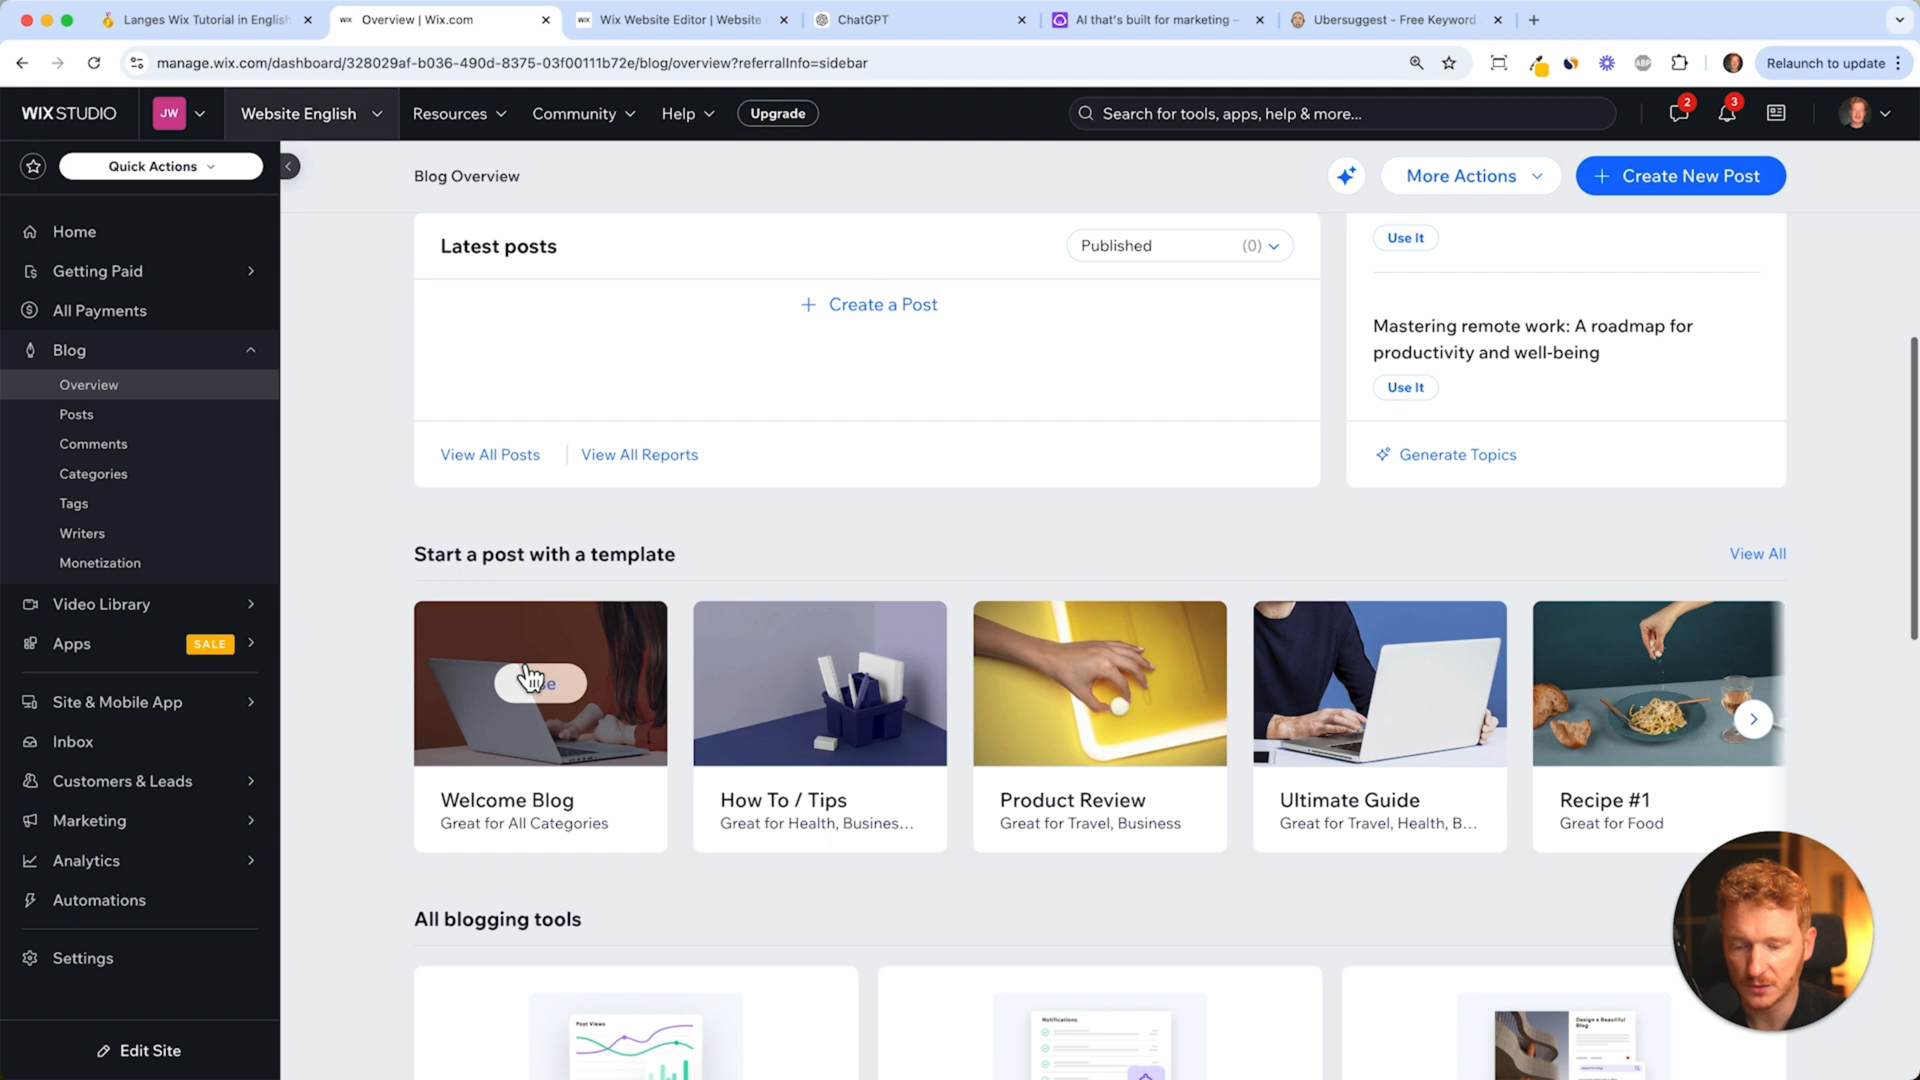 Langes Wix Tutorial in English
Overview | Wix.com
Wix Website Editor | Website
ChatGPT
AI that's built for marketing –
Ubersuggest - Free Keyword
manage.wix.com/dashboard/328029af-b036-490d-8375-03f00111b72e/blog/overview?referralInfo=sidebar
ABP
Relaunch to update
WIX STUDIO
JW
Website English
Resources
Community
Help
Upgrade
Search for tools, apps, help & more...
2
3
Quick Actions
Home
Getting Paid
All Payments
Blog
Overview
Posts
Comments
Categories
Tags
Writers
Monetization
Video Library
Apps
SALE
Site & Mobile App
Inbox
Customers & Leads
Marketing
Analytics
Automations
Settings
Edit Site
Blog Overview
More Actions
+ Create New Post
Latest posts
Published (0)
+ Create a Post
View All Posts
View All Reports
Use It
Mastering remote work: A roadmap for
productivity and well-being
Use It
Generate Topics
Start a post with a template
View All
Welcome Blog
Great for All Categories
How To / Tips
Great for Health, Busines...
Product Review
Great for Travel, Business
Ultimate Guide
Great for Travel, Health, B...
Recipe #1
Great for Food
All blogging tools
Post Views
Notifications
Design a Beautiful
Blog